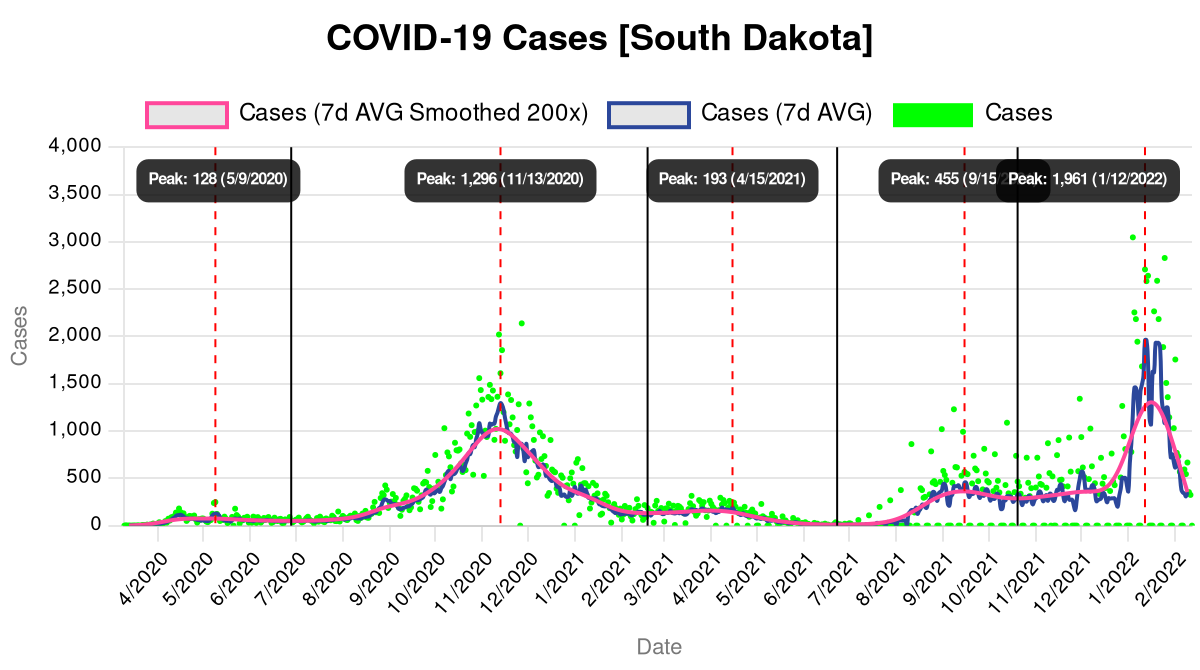 COVID-19 Cases [South Dakota]
Cases (7d AVG Smoothed 200x) Cases (7d AVG) Cases
4,000
3,500
3,000
2,500
2,000
1,500
1,000
500
0
Cases
Peak: 128 (5/9/2020) Peak: 1,296 (11/13/2020) Peak: 193 (4/15/2021) Peak: 455 (9/15/2 Peak: 1,961 (1/12/2022)
4/2020 5/2020 6/2020 7/2020 8/2020 9/2020 10/2020 11/2020 12/2020 1/2021 2/2021 3/2021 4/2021 5/2021 6/2021 7/2021 8/2021 9/2021 10/2021 11/2021 12/2021 1/2022 2/2022
Date